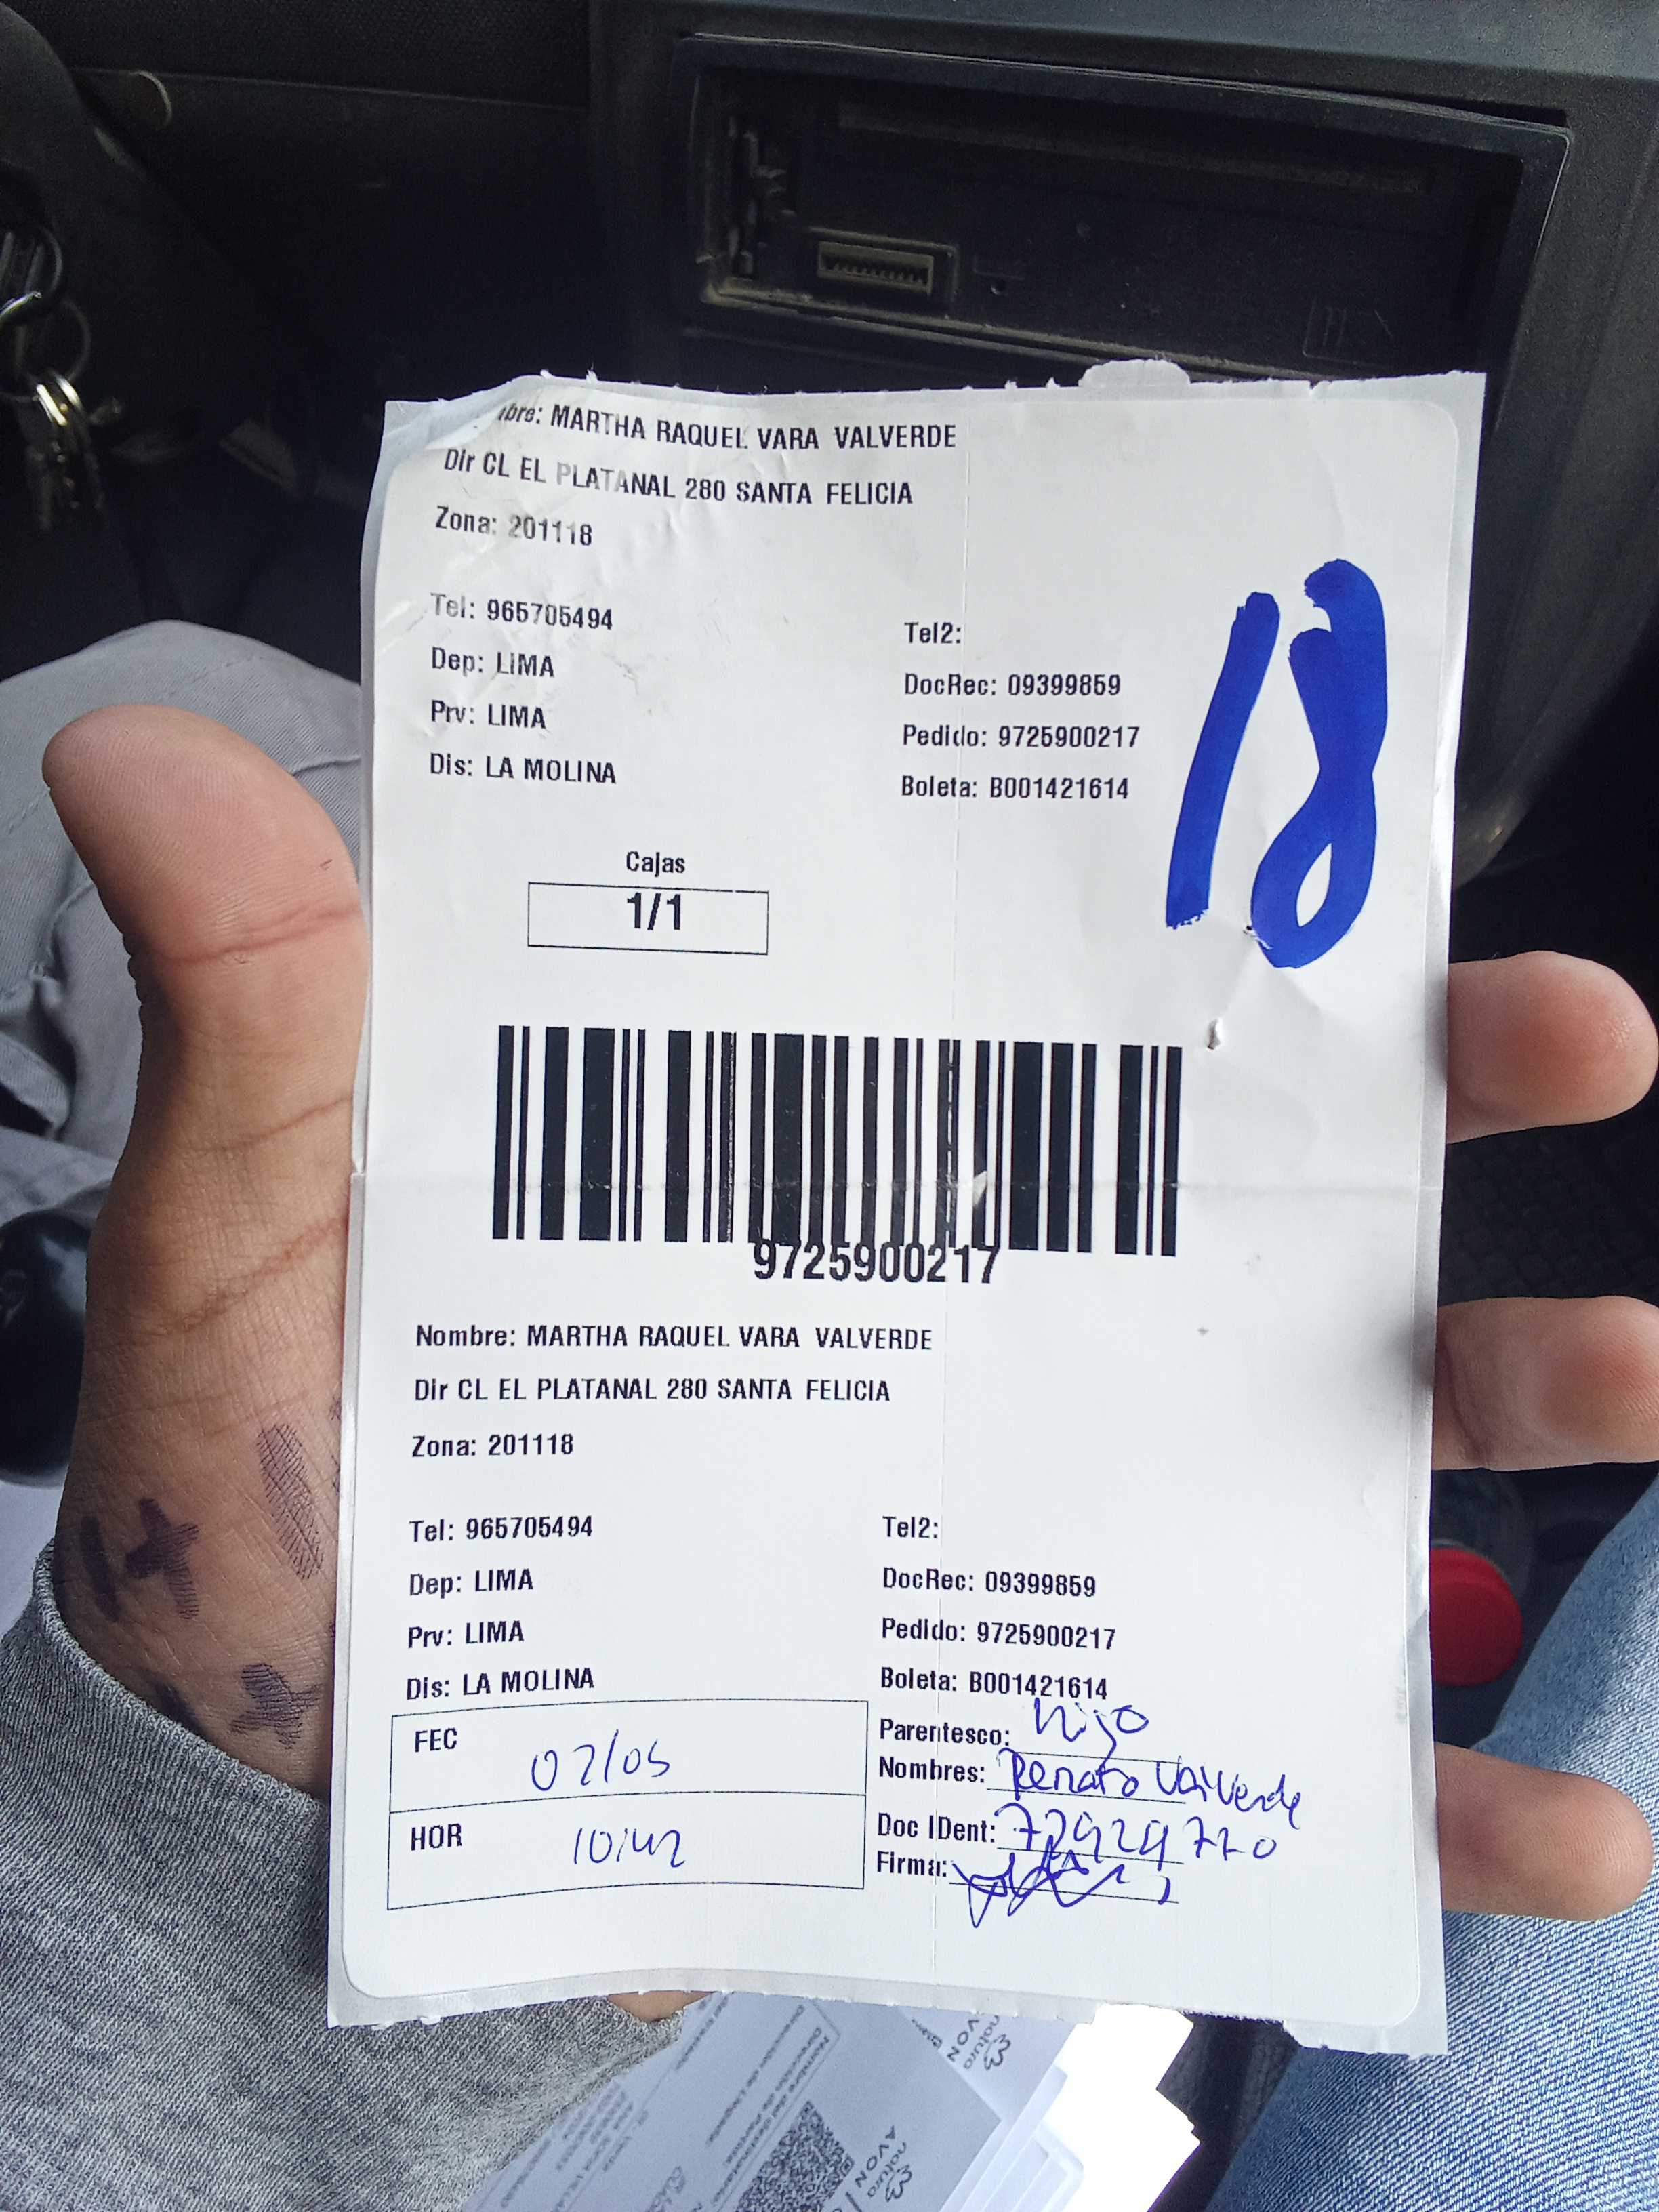 bre: MARTHA RAQUEL VARA VALVERDE
Dir CL EL PLATANAL 280 SANTA FELICIA
Zona: 201118
18
Tel: 965705494
Tel2:
Dep: LIMA
DocRec: 09399859
Prv: LIMA
Pedido: 9725900217
Dis: LA MOLINA
Boleta: B001421614
Cajas
1/1
9725900217
Nombre: MARTHA RAQUEL VARA VALVERDE
Dir CL EL PLATANAL 280 SANTA FELICIA
Zona: 201118
Tel: 965705494
Tel2:
Dep: LIMA
DocRec: 09399859
Prv: LIMA
Pedido: 9725900217
Dis: LA MOLINA
Boleta: B001421614
FEC 02/05
Parentesco: Hijo
Nombres: Renato Valverde
HOR 10:42
Doc IDent:
Firma:
natura
AVON
natura
AVON